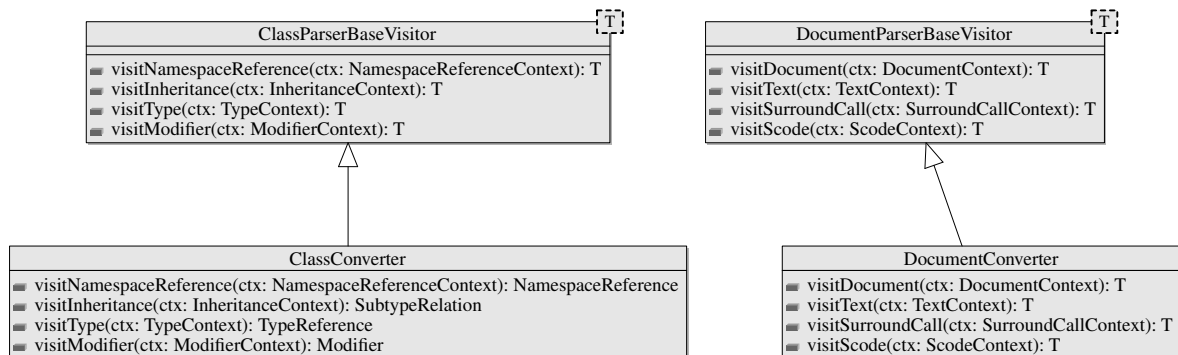 T
ClassParserBaseVisitor
visitNamespaceReference(ctx: NamespaceReferenceContext): T
visitInheritance(ctx: InheritanceContext): T
visitType(ctx: TypeContext): T
visitModifier(ctx: ModifierContext): T
T
DocumentParserBaseVisitor
visitDocument(ctx: DocumentContext): T
visitText(ctx: TextContext): T
visitSurroundCall(ctx: SurroundCallContext): T
visitScode(ctx: ScodeContext): T
ClassConverter
visitNamespaceReference(ctx: NamespaceReferenceContext): NamespaceReference
visitInheritance(ctx: InheritanceContext): SubtypeRelation
visitType(ctx: TypeContext): TypeReference
visitModifier(ctx: ModifierContext): Modifier
DocumentConverter
visitDocument(ctx: DocumentContext): T
visitText(ctx: TextContext): T
visitSurroundCall(ctx: SurroundCallContext): T
visitScode(ctx: ScodeContext): T